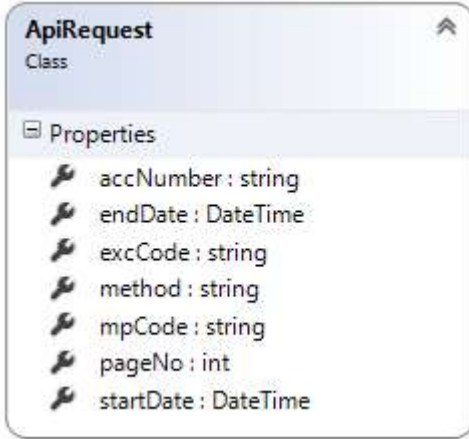 ApiRequest
Class
Properties
accNumber : string
endDate : DateTime
excCode : string
method : string
mpCode : string
pageNo : int
startDate : DateTime